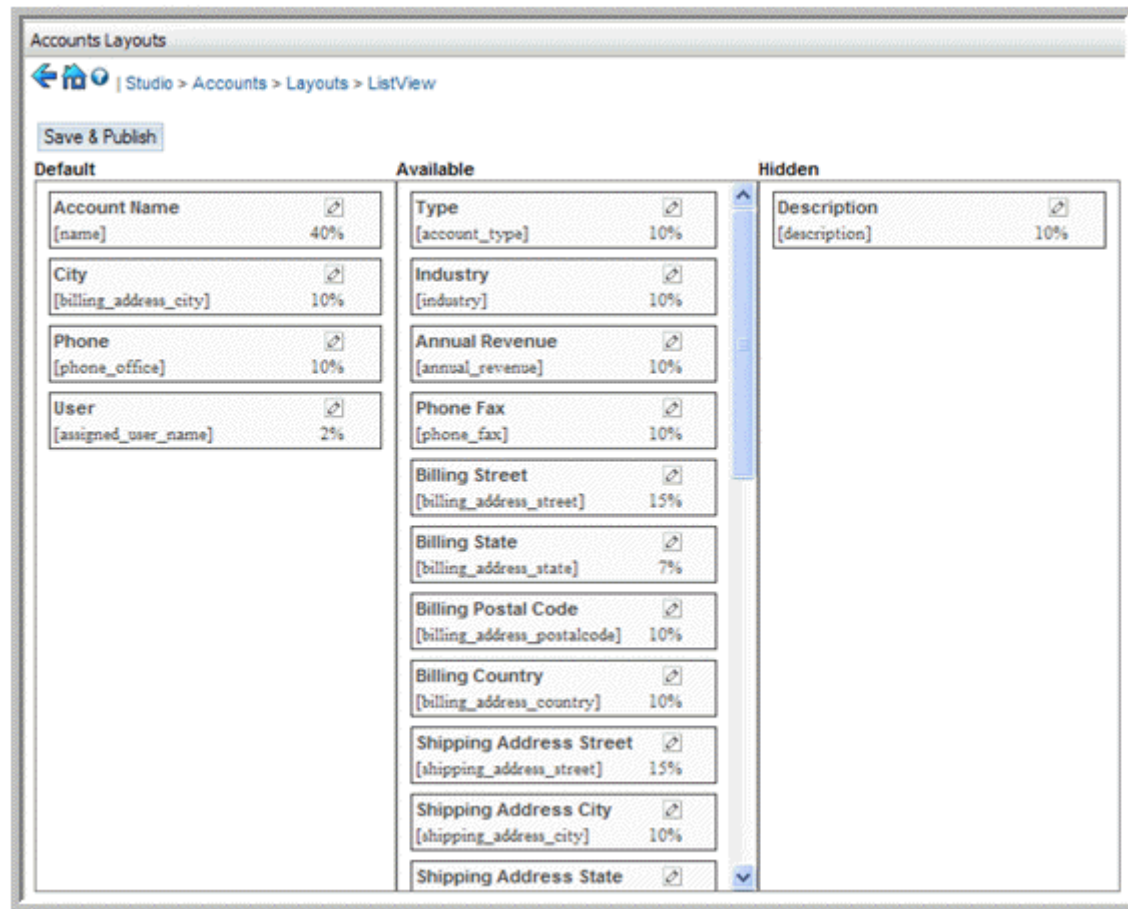 Accounts Layouts
| Studio > Accounts > Layouts > ListView
Save & Publish
Default
Account Name
[name] 40%
City
[billing_address_city] 10%
Phone
[phone_office] 10%
User
[assigned_user_name] 2%
Available
Type
[account_type] 10%
Industry
[industry] 10%
Annual Revenue
[annual_revenue] 10%
Phone Fax
[phone_fax] 10%
Billing Street
[billing_address_street] 15%
Billing State
[billing_address_state] 7%
Billing Postal Code
[billing_address_postalcode] 10%
Billing Country
[billing_address_country] 10%
Shipping Address Street
[shipping_address_street] 15%
Shipping Address City
[shipping_address_city] 10%
Shipping Address State
Hidden
Description
[description] 10%